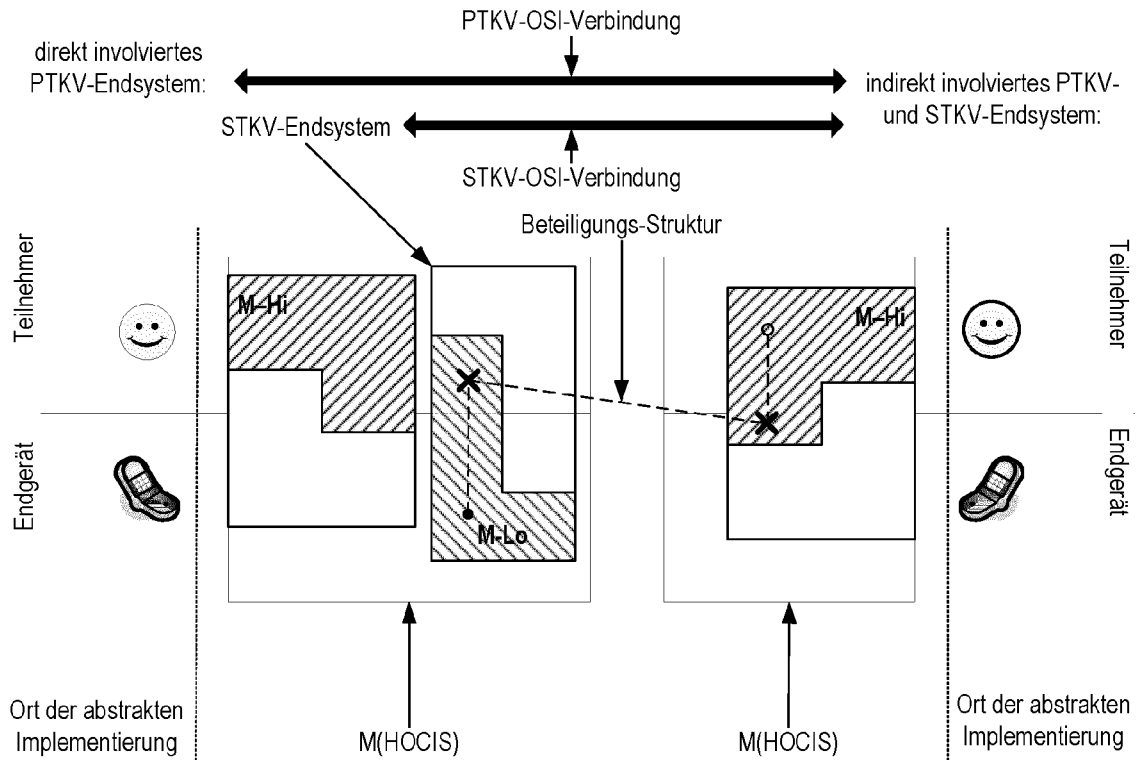 PTKV-OSI-Verbindung
direkt involviertes
PTKV-Endsystem:
indirekt involviertes PTKV-
und STKV-Endsystem:
STKV-Endsystem
STKV-OSI-Verbindung
Beteiligungs-Struktur
Teilnehmer
Teilnehmer
M–Hi
M–Hi
Endgerät
Endgerät
M-Lo
Ort der abstrakten
Implementierung
M(HOCIS)
M(HOCIS)
Ort der abstrakten
Implementierung